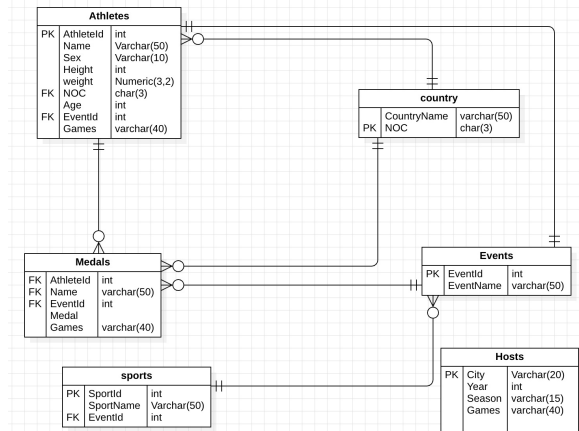 Athletes
PK AthleteId int
Name Varchar(50)
Sex Varchar(10)
Height int
weight Numeric(3,2)
FK NOC char(3)
Age int
FK EventId int
Games varchar(40)
country
CountryName varchar(50)
PK NOC char(3)
Medals
FK AthleteId int
FK Name varchar(50)
FK EventId int
Medal
Games varchar(40)
Events
PK EventId int
EventName varchar(50)
sports
PK SportId int
SportName Varchar(50)
FK EventId int
Hosts
PK City Varchar(20)
Year int
Season varchar(15)
Games varchar(40)